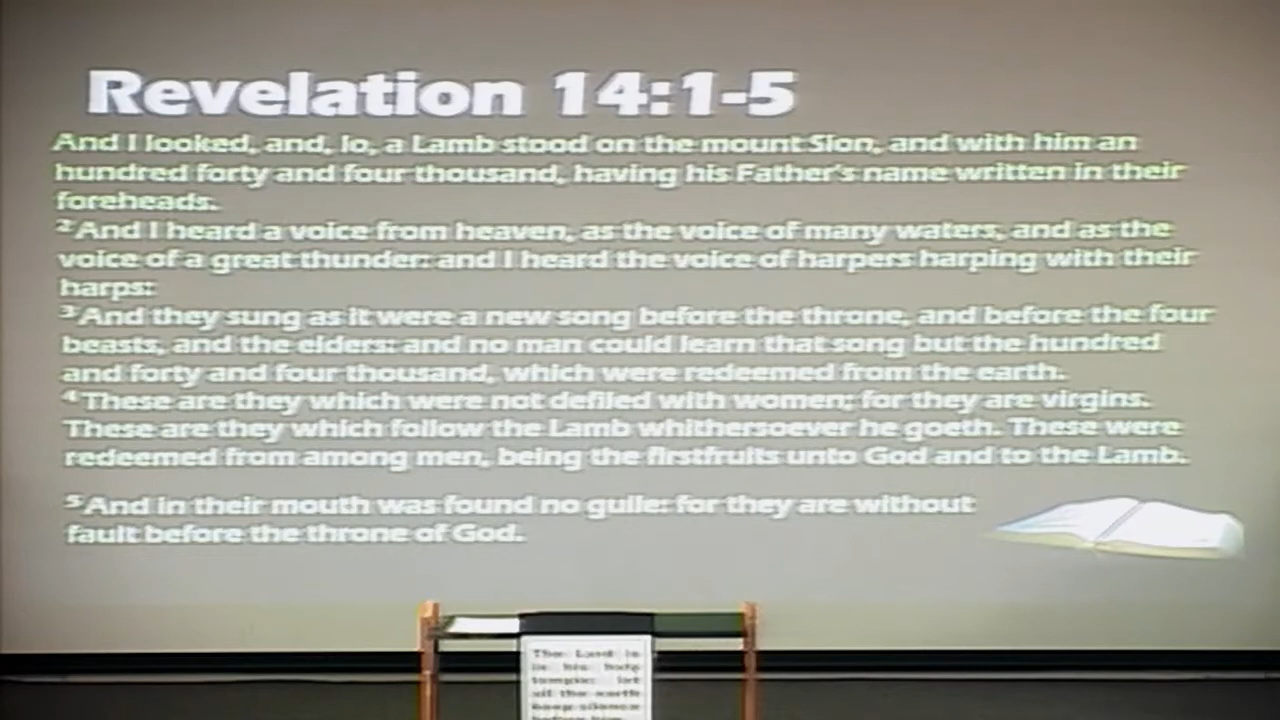 Revelation 14:1-5
And I looked, and, lo, a Lamb stood on the mount Sion, and with him an
hundred forty and four thousand, having his Father's name written in their
foreheads.
²And I heard a voice from heaven, as the voice of many waters, and as the
voice of a great thunder: and I heard the voice of harpers harping with their
harps:
³And they sung as it were a new song before the throne, and before the four
beasts, and the elders: and no man could learn that song but the hundred
and forty and four thousand, which were redeemed from the earth.
⁴These are they which were not defiled with women; for they are virgins.
These are they which follow the Lamb whithersoever he goeth. These were
redeemed from among men, being the firstfruits unto God and to the Lamb.
⁵And in their mouth was found no guile: for they are without
fault before the throne of God.
The Lord is
in his holy
temple: let
all the earth
keep silence
before him